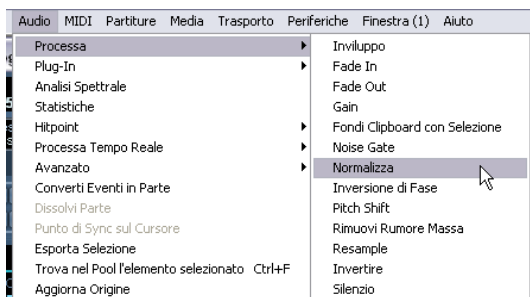 Audio MIDI Partiture Media Trasporto Periferiche Finestra (1) Aiuto
Processa
Plug-In
Analisi Spettrale
Statistiche
Hitpoint
Processa Tempo Reale
Avanzato
Converti Eventi in Parte
Dissolvi Parte
Punto di Sync sul Cursore
Esporta Selezione
Trova nel Pool l'elemento selezionato Ctrl+F
Aggiorna Origine
Inviluppo
Fade In
Fade Out
Gain
Fondi Clipboard con Selezione
Noise Gate
Normalizza
Inversione di Fase
Pitch Shift
Rimuovi Rumore Massa
Resample
Invertire
Silenzio